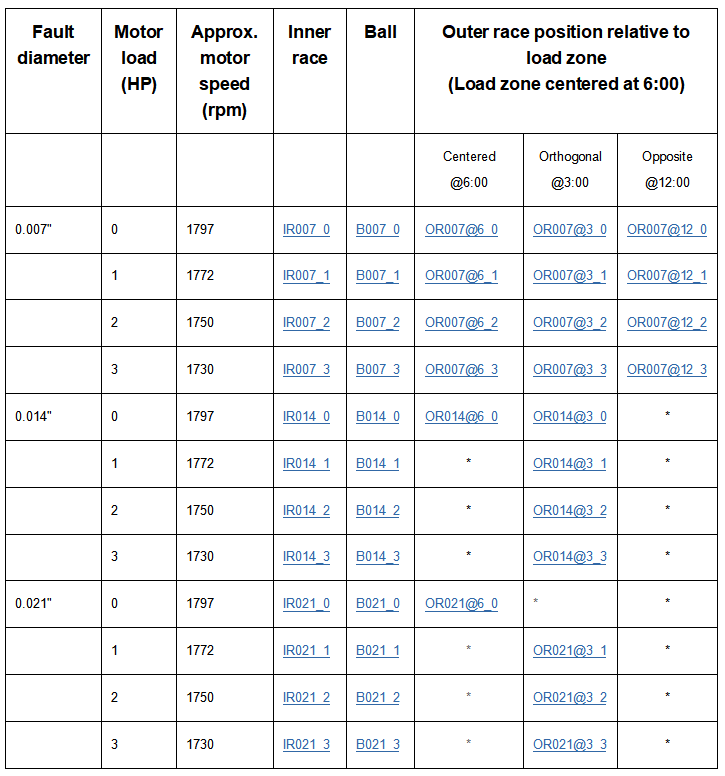 Fault diameter Motor load (HP) Approx. motor speed (rpm) Inner race Ball Outer race position relative to load zone (Load zone centered at 6:00)
Centered @6:00 Orthogonal @3:00 Opposite @12:00
0.007" 0 1797 IR007_0 B007_0 OR007@6_0 OR007@3_0 OR007@12_0
1 1772 IR007_1 B007_1 OR007@6_1 OR007@3_1 OR007@12_1
2 1750 IR007_2 B007_2 OR007@6_2 OR007@3_2 OR007@12_2
3 1730 IR007_3 B007_3 OR007@6_3 OR007@3_3 OR007@12_3
0.014" 0 1797 IR014_0 B014_0 OR014@6_0 OR014@3_0 *
1 1772 IR014_1 B014_1 * OR014@3_1 *
2 1750 IR014_2 B014_2 * OR014@3_2 *
3 1730 IR014_3 B014_3 * OR014@3_3 *
0.021" 0 1797 IR021_0 B021_0 OR021@6_0 * *
1 1772 IR021_1 B021_1 * OR021@3_1 *
2 1750 IR021_2 B021_2 * OR021@3_2 *
3 1730 IR021_3 B021_3 * OR021@3_3 *